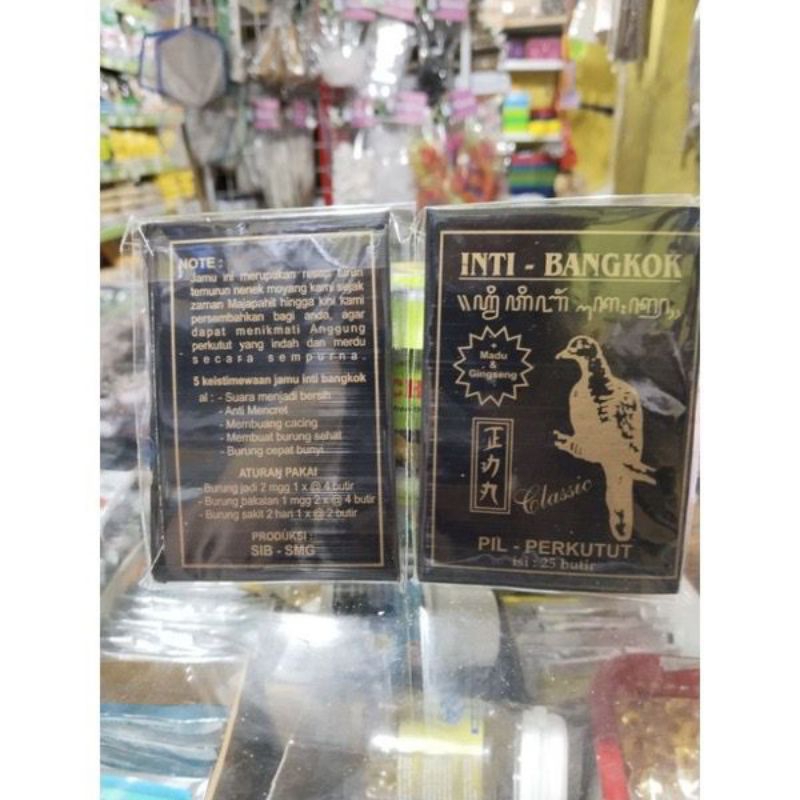 NOTE :
Jamu ini merupakan resep turun
temurun nenek moyang kami sejak
zaman Majapahit hingga kini kami
persembahkan bagi anda, agar
dapat menikmati Anggung
perkutut yang indah dan merdu
secara sempurna.
5 keistimewaan jamu inti bangkok
al : - Suara menjadi bersih
- Anti Mencret
- Membuang cacing
- Membuat burung sehat
- Burung cepat bunyi
ATURAN PAKAI
- Burung jadi 2 mgg 1 x @ 4 butir
- Burung pakalan 1 mgg 2 x @ 4 butir
- Burung sakit 2 hari 1 x @ 2 butir
PRODUKSI :
SIB - SMG
INTI - BANGKOK
+
Madu
&
Gingseng
正力丸
Classic
PIL - PERKUTUT
isi : 25 butir